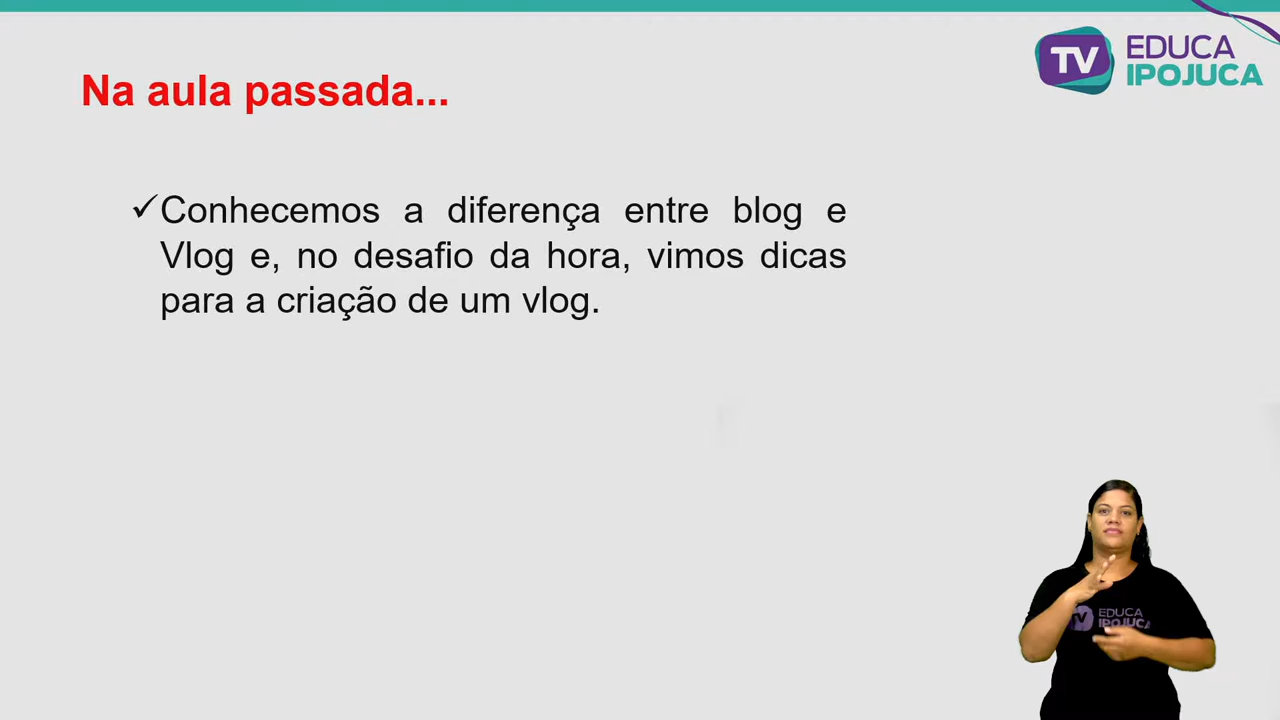 TV EDUCA
IPOJUCA
Na aula passada...
✓Conhecemos a diferença entre blog e
Vlog e, no desafio da hora, vimos dicas
para a criação de um vlog.
TV EDUCA
IPOJUCA